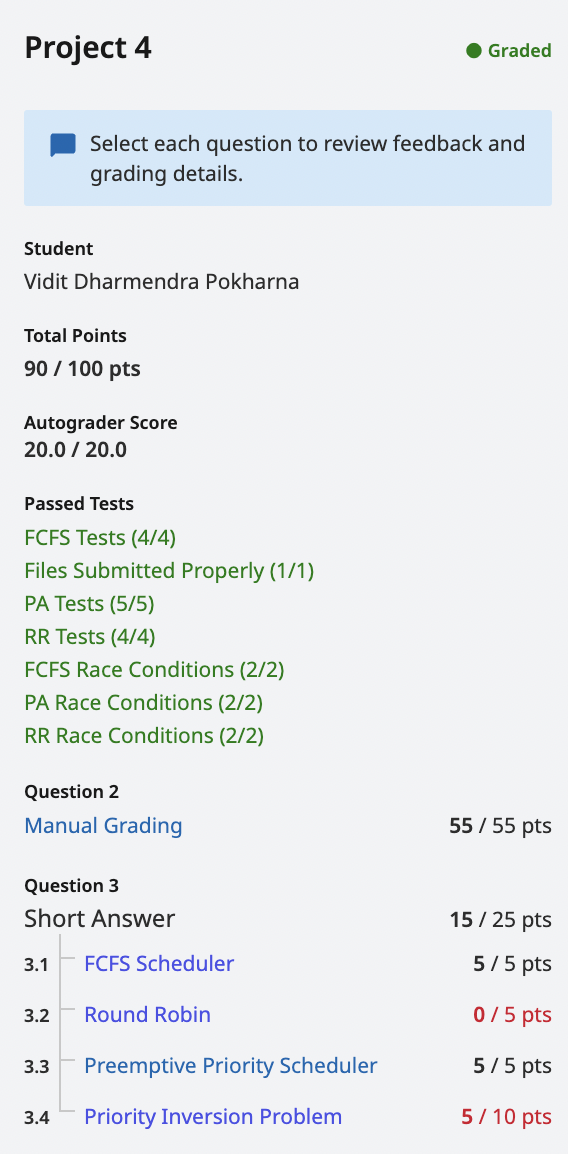 Project 4
Graded
Select each question to review feedback and
grading details.
Student
Vidit Dharmendra Pokharna
Total Points
90 / 100 pts
Autograder Score
20.0 / 20.0
Passed Tests
FCFS Tests (4/4)
Files Submitted Properly (1/1)
PA Tests (5/5)
RR Tests (4/4)
FCFS Race Conditions (2/2)
PA Race Conditions (2/2)
RR Race Conditions (2/2)
Question 2
Manual Grading 55 / 55 pts
Question 3
Short Answer 15 / 25 pts
3.1 FCFS Scheduler 5 / 5 pts
3.2 Round Robin 0 / 5 pts
3.3 Preemptive Priority Scheduler 5 / 5 pts
3.4 Priority Inversion Problem 5 / 10 pts